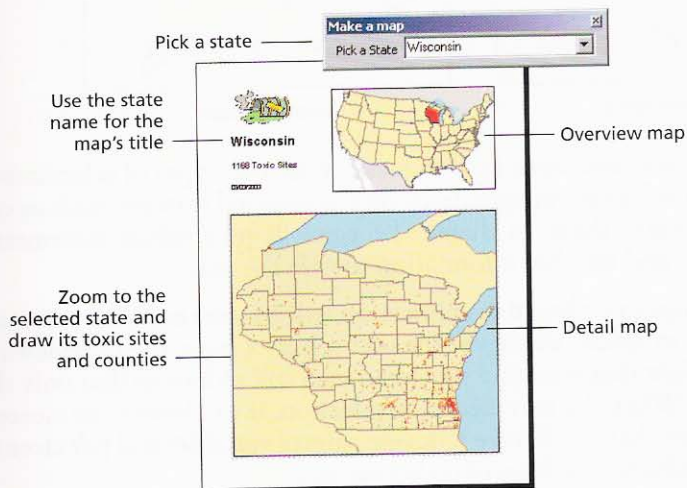 Make a map
Pick a state
Pick a State Wisconsin
Use the state
name for the
map's title
Wisconsin
1168 Toxic Sites
Overview map
Zoom to the
selected state and
draw its toxic sites
and counties
Detail map